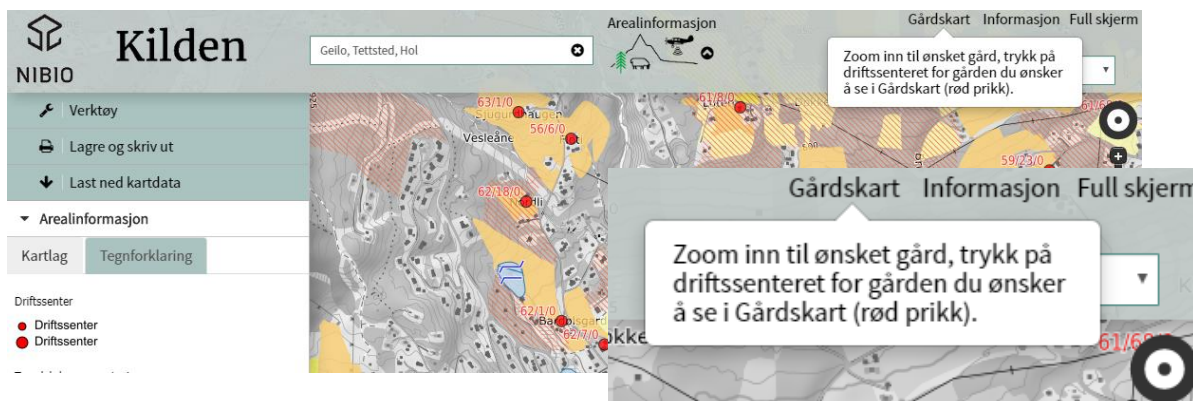 NIBIO
Kilden
Geilo, Tettsted, Hol
Arealinformasjon
Gårdskart Informasjon Full skjerm
Zoom inn til ønsket gård, trykk på
driftssenteret for gården du ønsker
å se i Gårdskart (rød prikk).
Verktøy
Lagre og skriv ut
Last ned kartdata
Arealinformasjon
Kartlag Tegnforklaring
Driftssenter
Driftssenter
Driftssenter
63/1/0
Vesleåne
56/6/0
62/18/0
62/1/0
62/7/0
61/8/0
59/23/0
Gårdskart Informasjon Full skjerm
Zoom inn til ønsket gård, trykk på
driftssenteret for gården du ønsker
å se i Gårdskart (rød prikk).